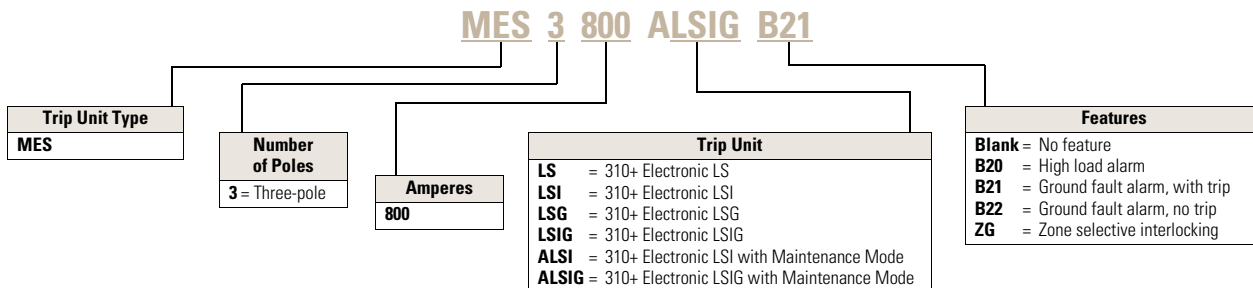 MES 3 800 ALSIG B21
Trip Unit Type
MES
Number
of Poles
3 = Three-pole
Amperes
800
Trip Unit
LS = 310+ Electronic LS
LSI = 310+ Electronic LSI
LSG = 310+ Electronic LSG
LSIG = 310+ Electronic LSIG
ALSI = 310+ Electronic LSI with Maintenance Mode
ALSIG = 310+ Electronic LSIG with Maintenance Mode
Features
Blank = No feature
B20 = High load alarm
B21 = Ground fault alarm, with trip
B22 = Ground fault alarm, no trip
ZG = Zone selective interlocking